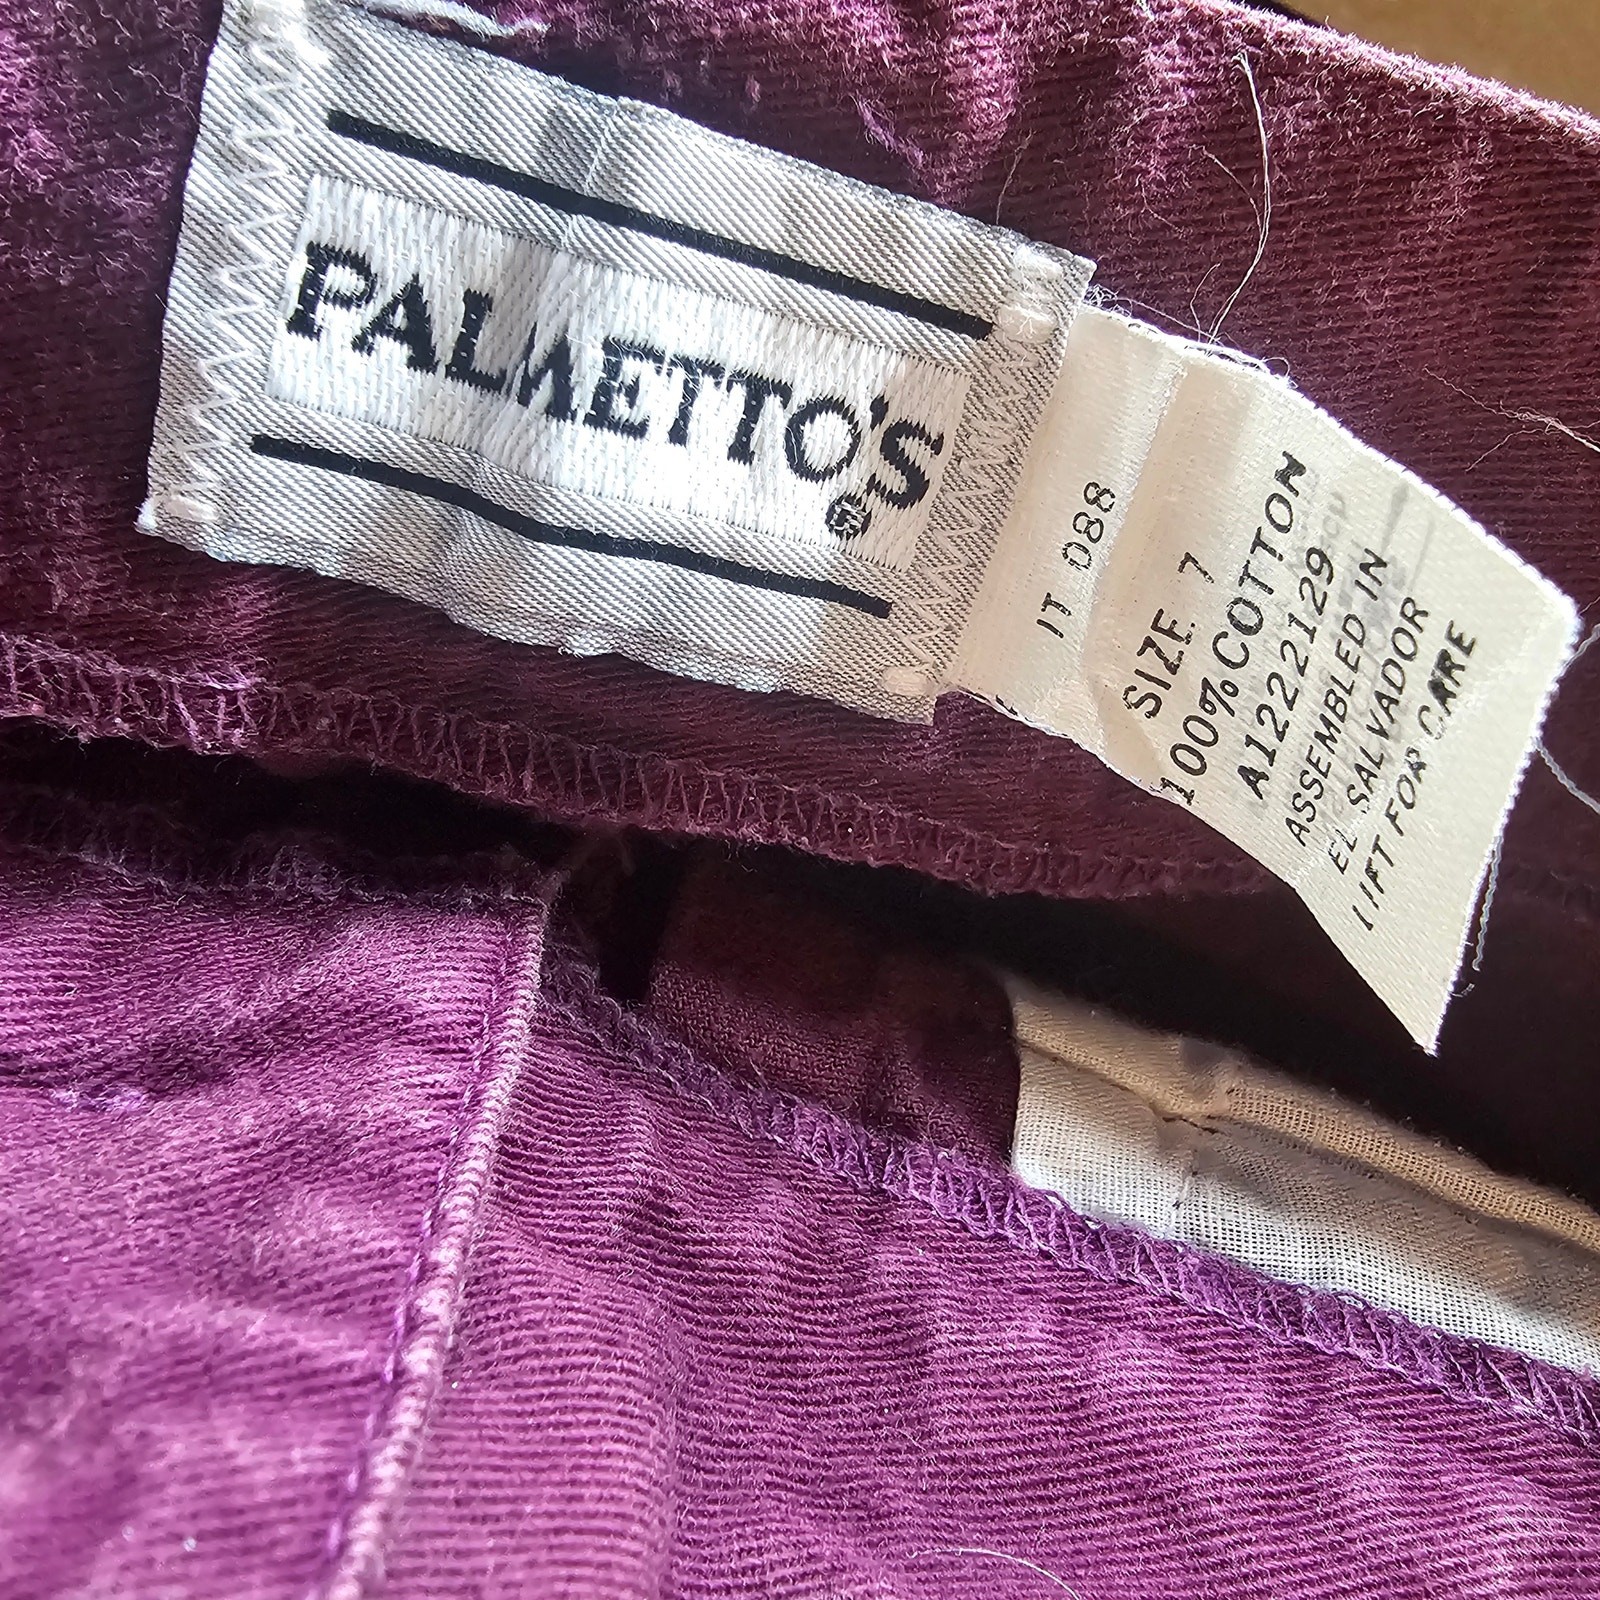 PALMETTO'S
®
IT 088
SIZE 7
100% COTTON
A1222129
ASSEMBLED IN
EL SALVADOR
LIFT FOR CARE